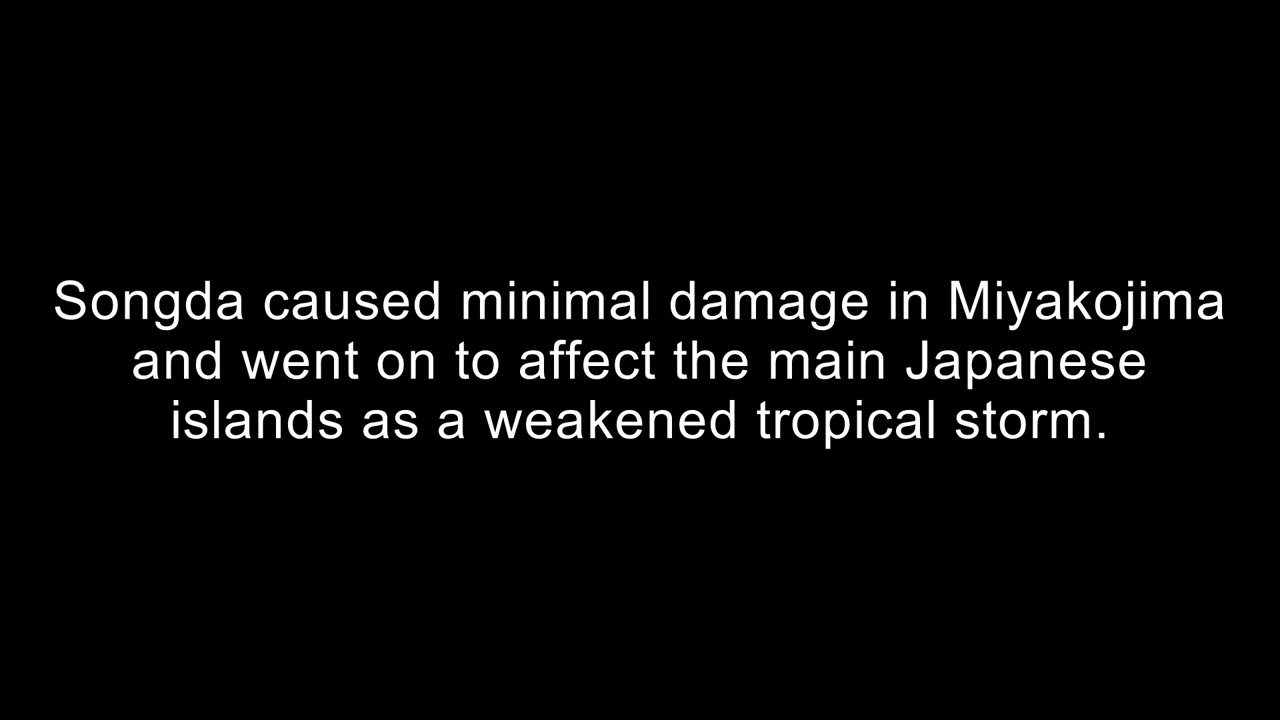 Songda caused minimal damage in Miyakojima
and went on to affect the main Japanese
islands as a weakened tropical storm.